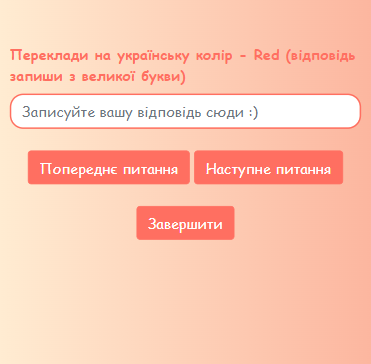 Переклади на українську колір - Red (відповідь
запиши з великої букви)
Записуйте вашу відповідь сюди :)
Попереднє питання
Наступне питання
Завершити